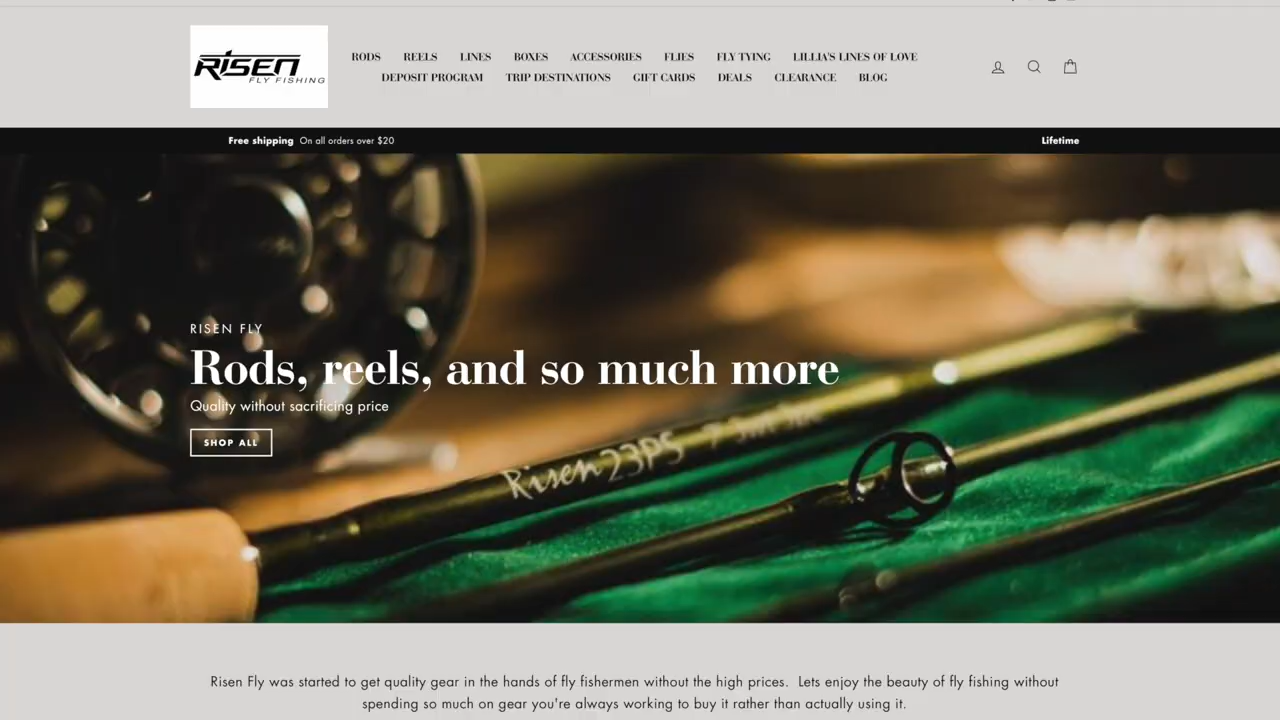 RISEN
FLY FISHING
RODS REELS LINES BOXES ACCESSORIES FLIES FLY TYING LILLIA'S LINES OF LOVE
DEPOSIT PROGRAM TRIP DESTINATIONS GIFT CARDS DEALS CLEARANCE BLOG
Free shipping On all orders over $20
Lifetime
RISEN FLY
Rods, reels, and so much more
Quality without sacrificing price
SHOP ALL
Risen 23PS
Risen Fly was started to get quality gear in the hands of fly fishermen without the high prices. Lets enjoy the beauty of fly fishing without
spending so much on gear you're always working to buy it rather than actually using it.